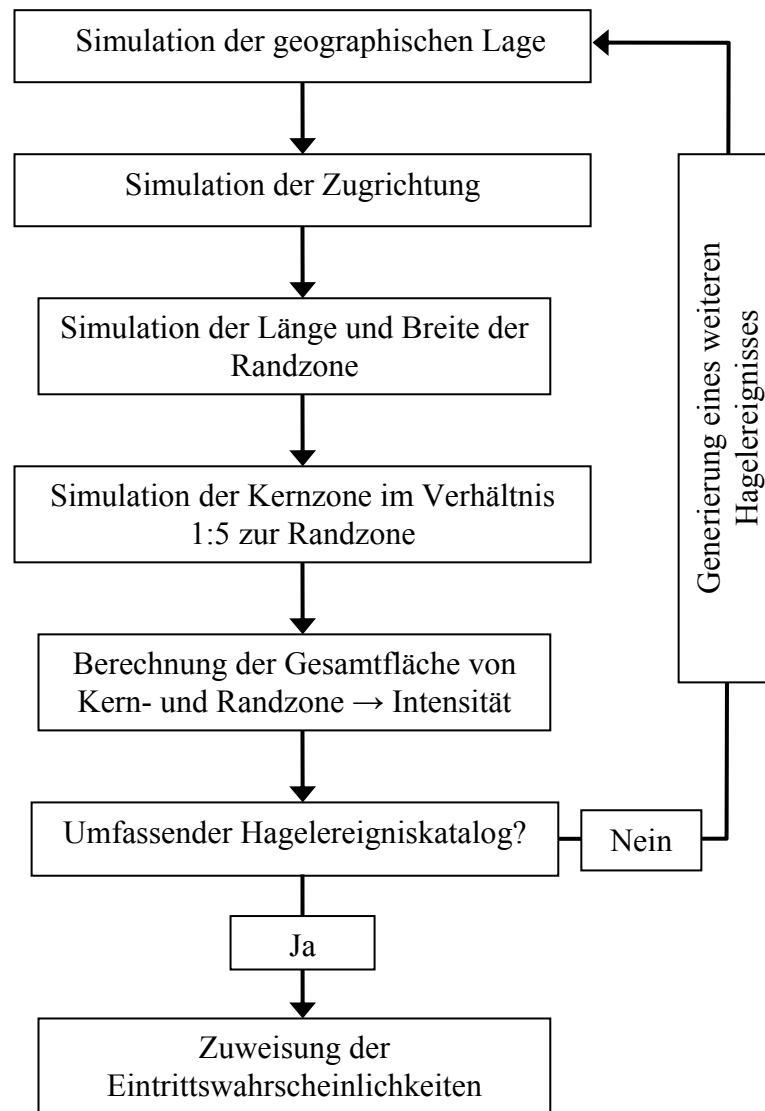 Simulation der geographischen Lage
Simulation der Zugrichtung
Simulation der Länge und Breite der
Randzone
Simulation der Kernzone im Verhältnis
1:5 zur Randzone
Berechnung der Gesamtfläche von
Kern- und Randzone → Intensität
Umfassender Hagelereigniskatalog?
Nein
Generierung eines weiteren
Hagelereignisses
Ja
Zuweisung der
Eintrittswahrscheinlichkeiten